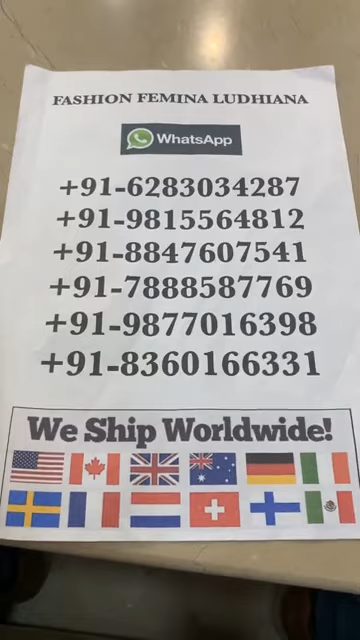 FASHION FEMINA LUDHIANA
WhatsApp
+91-6283034287
+91-9815564812
+91-8847607541
+91-7888587769
+91-9877016398
+91-8360166331
We Ship Worldwide!